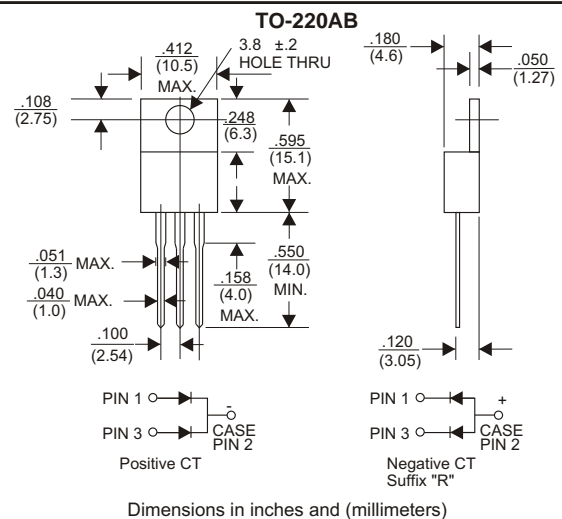 TO-220AB
.412
(10.5)
MAX.
3.8 ±.2
HOLE THRU
.180
(4.6)
.050
(1.27)
.108
(2.75)
.248
(6.3)
.595
(15.1)
MAX.
.051
(1.3)
MAX.
.550
(14.0)
MIN.
.158
(4.0)
MAX.
.040
(1.0)
MAX.
.100
(2.54)
.120
(3.05)
PIN 1
-
PIN 3
CASE
PIN 2
Positive CT
PIN 1
+
PIN 3
CASE
PIN 2
Negative CT
Suffix "R"
Dimensions in inches and (millimeters)